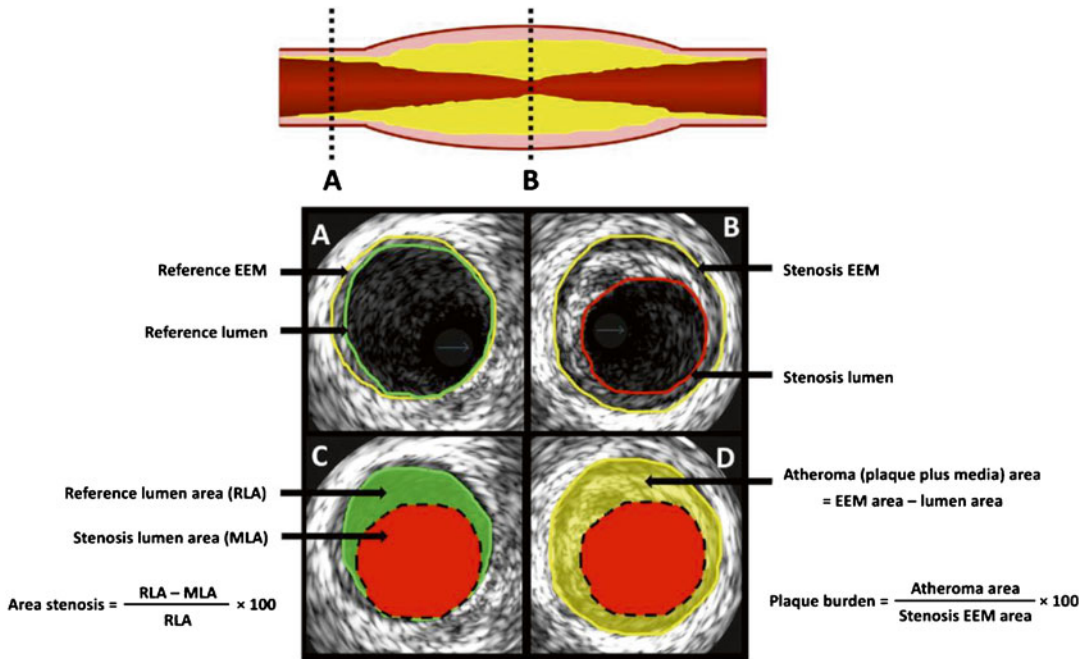 A
B
A
B
Reference EEM
Stenosis EEM
Reference lumen
Stenosis lumen
C
D
Reference lumen area (RLA)
Atheroma (plaque plus media) area
= EEM area – lumen area
Stenosis lumen area (MLA)
Area stenosis = RLA – MLA / RLA × 100
Plaque burden = Atheroma area / Stenosis EEM area × 100